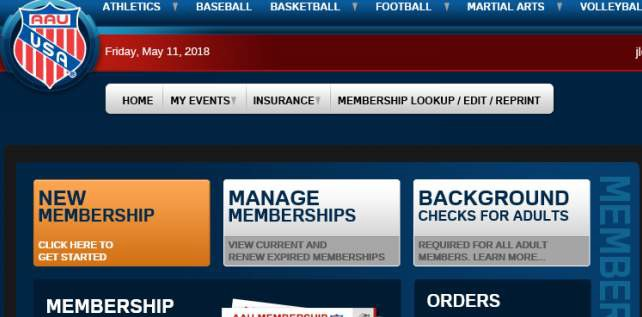 ATHLETICS BASEBALL BASKETBALL FOOTBALL MARTIAL ARTS VOLLEYBAL
AAU
USA
®
Friday, May 11, 2018
HOME MY EVENTS INSURANCE MEMBERSHIP LOOKUP / EDIT / REPRINT
NEW
MEMBERSHIP
CLICK HERE TO
GET STARTED
MANAGE
MEMBERSHIPS
VIEW CURRENT AND
RENEW EXPIRED MEMBERSHIPS
BACKGROUND
CHECKS FOR ADULTS
REQUIRED FOR ALL ADULT
MEMBERS. LEARN MORE...
MEMBER
MEMBERSHIP
AAU MEMBERSHIP
ORDERS